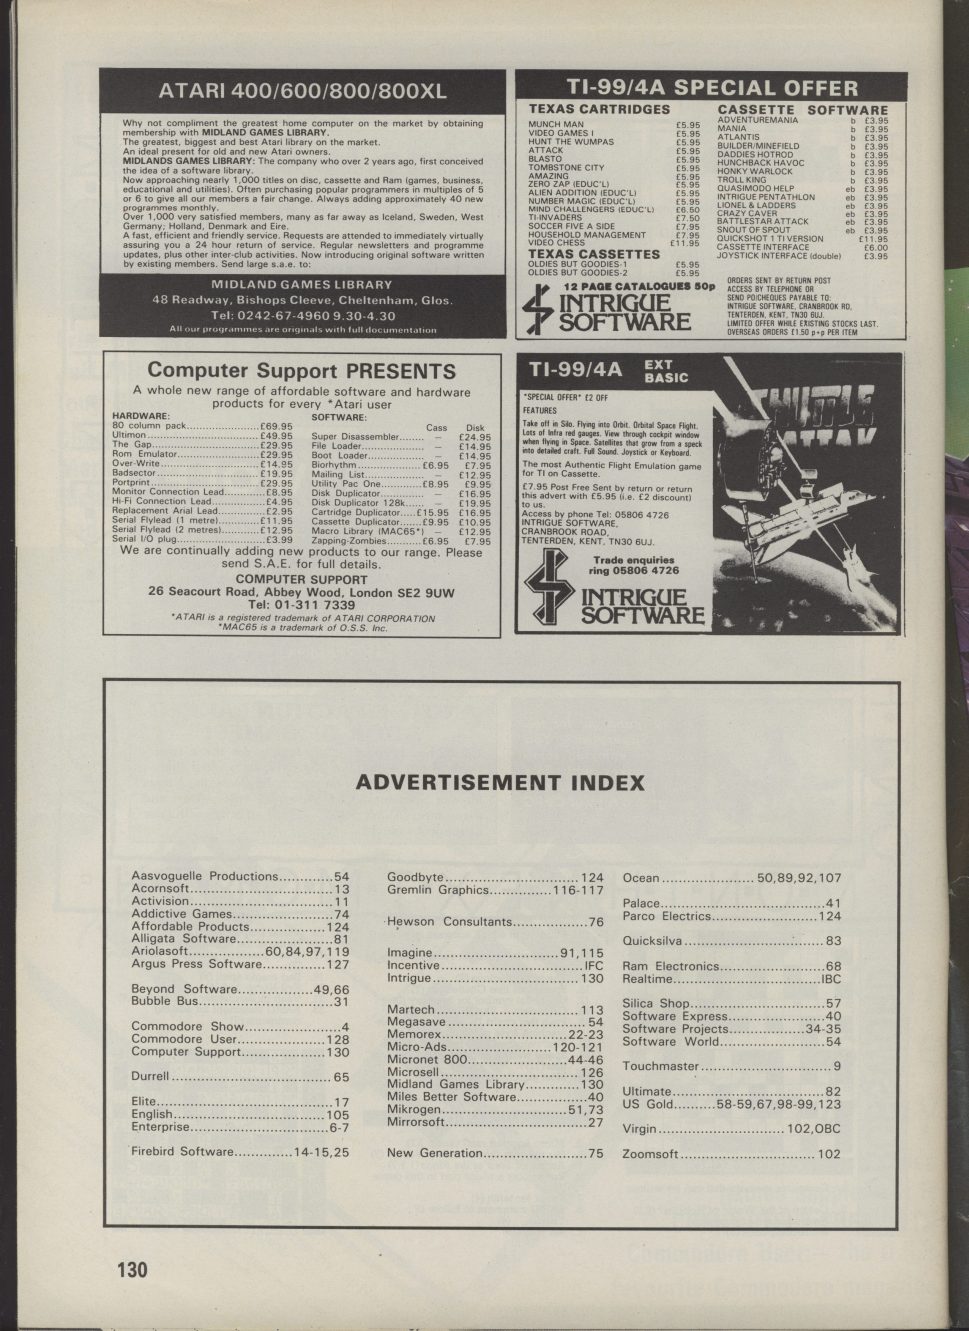 ATARI 400/600/800/800XL
Why not compliment the greatest home computer on the market by obtaining
membership with MIDLAND GAMES LIBRARY.
The greatest, biggest and best Atari library on the market.
An ideal present for old and new Atari owners.
MIDLANDS GAMES LIBRARY: The company who over 2 years ago, first conceived
the idea of a software library.
Now approaching nearly 1,000 titles on disc, cassette and Ram (games, business,
educational and utilities). Often purchasing popular programmers in multiples of 5
or 6 to give all our members a fair change. Always adding approximately 40 new
programmes monthly.
Over 1,000 very satisfied members, many as far away as Iceland, Sweden, West
Germany; Holland, Denmark and Eire.
A fast, efficient and friendly service. Requests are attended to immediately virtually
assuring you a 24 hour return of service. Regular newsletters and programme
updates, plus other inter-club activities. Now introducing original software written
by existing members. Send large s.a.e. to:
MIDLAND GAMES LIBRARY
48 Readway, Bishops Cleeve, Cheltenham, Glos.
Tel: 0242-67-4960 9.30-4.30
All our programmes are originals with full documentation
TI-99/4A SPECIAL OFFER
TEXAS CARTRIDGES
MUNCH MAN £5.95
VIDEO GAMES I £5.95
HUNT THE WUMPAS £5.95
ATTACK £5.95
BLASTO £5.95
TOMBSTONE CITY £5.95
AMAZING £5.95
ZERO ZAP (EDUC'L) £5.95
ALIEN ADDITION (EDUC'L) £5.95
NUMBER MAGIC (EDUC'L) £5.95
MIND CHALLENGERS (EDUC'L) £6.50
TI-INVADERS £7.50
SOCCER FIVE A SIDE £7.95
HOUSEHOLD MANAGEMENT £7.95
VIDEO CHESS £11.95
TEXAS CASSETTES
OLDIES BUT GOODIES-1 £5.95
OLDIES BUT GOODIES-2 £5.95
12 PAGE CATALOGUES 50p
INTRIGUE
SOFTWARE
CASSETTE SOFTWARE
ADVENTUREMANIA b £3.95
MANIA b £3.95
ATLANTIS b £3.95
BUILDER/MINEFIELD b £3.95
DADDIES HOTROD b £3.95
HUNCHBACK HAVOC b £3.95
HONKY WARLOCK b £3.95
TROLL KING b £3.95
QUASIMODO HELP eb £3.95
INTRIGUE PENTATHLON eb £3.95
LIONEL & LADDERS eb £3.95
CRAZY CAVER eb £3.95
BATTLESTAR ATTACK eb £3.95
SNOUT OF SPOUT eb £3.95
QUICKSHOT 1 TI VERSION £11.95
CASSETTE INTERFACE £6.00
JOYSTICK INTERFACE (double) £3.95
ORDERS SENT BY RETURN POST
ACCESS BY TELEPHONE OR
SEND PO/CHEQUES PAYABLE TO:
INTRIGUE SOFTWARE, CRANBROOK RD,
TENTERDEN, KENT, TN30 6UJ.
LIMITED OFFER WHILE EXISTING STOCKS LAST.
OVERSEAS ORDERS £1.50 p+p PER ITEM
Computer Support PRESENTS
A whole new range of affordable software and hardware
products for every *Atari user
HARDWARE:
80 column pack......................£69.95
Ultimon..................................£49.95
The Gap.................................£29.95
Rom Emulator.........................£29.95
Over-Write.............................£14.95
Badsector...............................£19.95
Portprint................................£29.95
Monitor Connection Lead............£8.95
Hi-Fi Connection Lead................£4.95
Replacement Arial Lead..............£2.95
Serial Flylead (1 metre)............£11.95
Serial Flylead (2 metres)...........£12.95
Serial I/O plug.........................£3.99
SOFTWARE:
Cass Disk
Super Disassembler........ – £24.95
File Loader.................... – £14.95
Boot Loader.................. – £14.95
Biorhythm...................£6.95 £7.95
Mailing List................... – £12.95
Utility Pac One............£8.95 £9.95
Disk Duplicator.............. – £16.95
Disk Duplicator 128k...... – £19.95
Cartridge Duplicator.....£15.95 £16.95
Cassette Duplicator.......£9.95 £10.95
Macro Library (MAC65*) – £12.95
Zapping-Zombies..........£6.95 £7.95
We are continually adding new products to our range. Please
send S.A.E. for full details.
COMPUTER SUPPORT
26 Seacourt Road, Abbey Wood, London SE2 9UW
Tel: 01-311 7339
*ATARI is a registered trademark of ATARI CORPORATION
*MAC65 is a trademark of O.S.S. Inc.
TI-99/4A EXT
BASIC
*SPECIAL OFFER* £2 OFF
FEATURES
Take off in Silo. Flying into Orbit. Orbital Space Flight.
Lots of Infra red gauges. View through cockpit window
when flying in Space. Satellites that grow from a speck
into detailed craft. Full Sound. Joystick or Keyboard.
The most Authentic Flight Emulation game
for TI on Cassette.
£7.95 Post Free Sent by return or return
this advert with £5.95 (i.e. £2 discount)
to us.
Access by phone Tel: 05806 4726
INTRIGUE SOFTWARE,
CRANBROOK ROAD,
TENTERDEN, KENT, TN30 6UJ.
Trade enquiries
ring 05806 4726
INTRIGUE
SOFTWARE
SHUTTLE
ATTAK
ADVERTISEMENT INDEX
Aasvoguelle Productions.............54
Acornsoft..................................13
Activision..................................11
Addictive Games........................74
Affordable Products..................124
Alligata Software.......................81
Ariolasoft..................60,84,97,119
Argus Press Software...............127
Beyond Software..................49,66
Bubble Bus................................31
Commodore Show.......................4
Commodore User.....................128
Computer Support....................130
Durrell......................................65
Elite.........................................17
English....................................105
Enterprise.................................6-7
Firebird Software..............14-15,25
Goodbyte................................124
Gremlin Graphics...............116-117
Hewson Consultants..................76
Imagine..............................91,115
Incentive..................................IFC
Intrigue...................................130
Martech..................................113
Megasave.................................54
Memorex..............................22-23
Micro-Ads.........................120-121
Micronet 800........................44-46
Microsell.................................126
Midland Games Library.............130
Miles Better Software.................40
Mikrogen..............................51,73
Mirrorsoft..................................27
New Generation.........................75
Ocean......................50,89,92,107
Palace.......................................41
Parco Electrics.........................124
Quicksilva.................................83
Ram Electronics.........................68
Realtime...................................IBC
Silica Shop................................57
Software Express.......................40
Software Projects..................34-35
Software World..........................54
Touchmaster...............................9
Ultimate....................................82
US Gold..........58-59,67,98-99,123
Virgin..............................102,OBC
Zoomsoft................................102
130